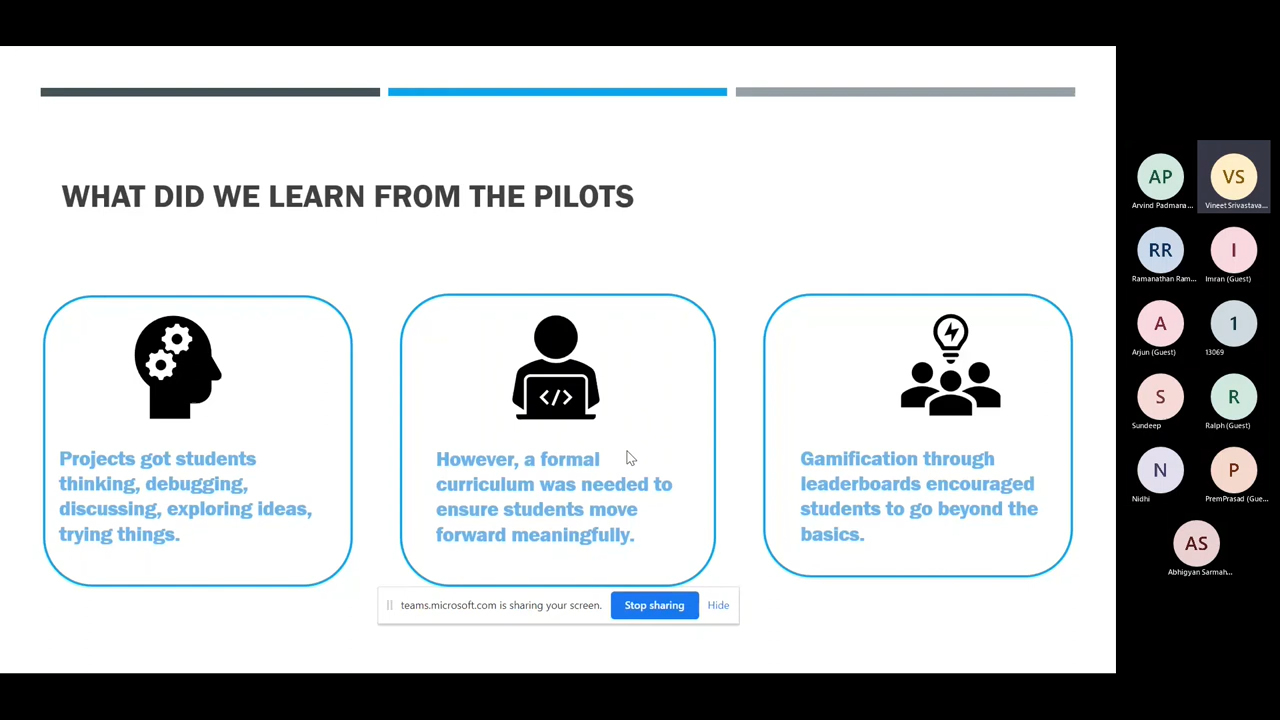 WHAT DID WE LEARN FROM THE PILOTS
Projects got students
thinking, debugging,
discussing, exploring ideas,
trying things.
</>
However, a formal
curriculum was needed to
ensure students move
forward meaningfully.
Gamification through
leaderboards encouraged
students to go beyond the
basics.
teams.microsoft.com is sharing your screen.
Stop sharing
Hide
AP
Arvind Padmana...
VS
Vineet Srivastava...
RR
Ramanathan Ram...
I
Imran (Guest)
A
Arjun (Guest)
1
13069
S
Sundeep
R
Ralph (Guest)
N
Nidhi
P
PremPrasad (Gue...
AS
Abhigyan Sarmah...